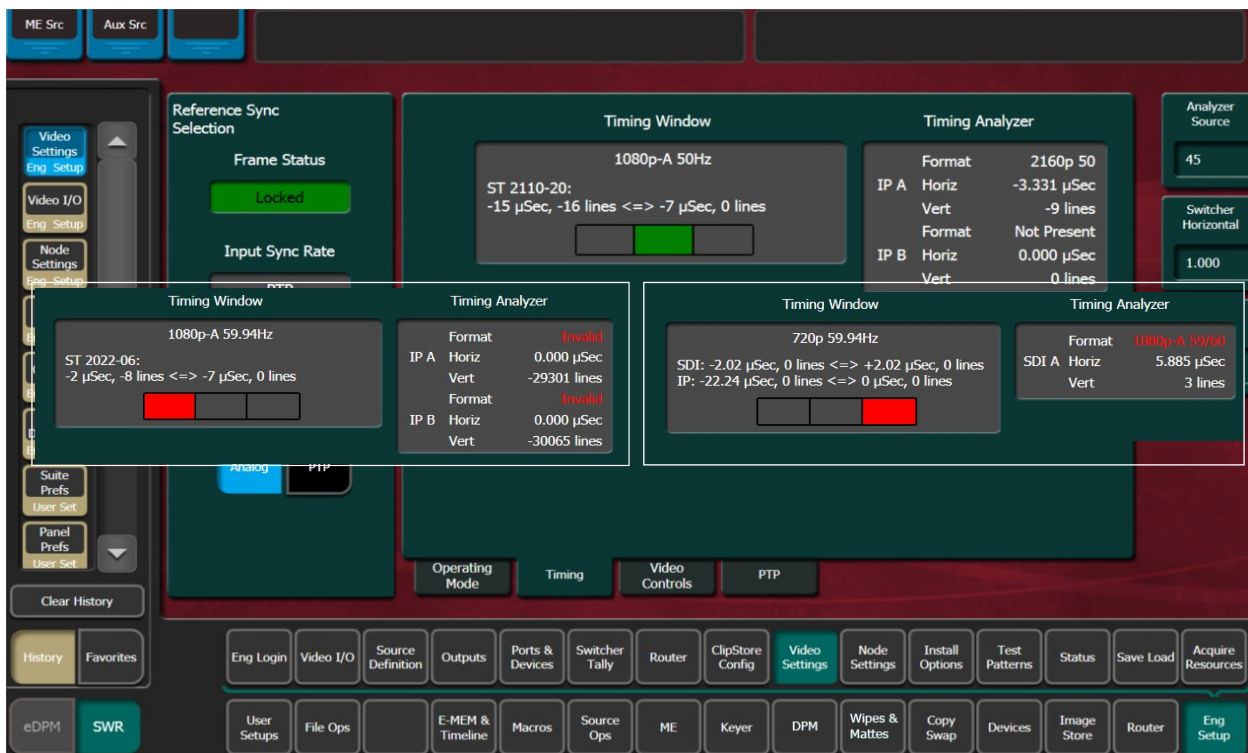 ME Src
Aux Src
Video
Settings
Eng Setup
Video I/O
Eng Setup
Node
Settings
Eng Setup
Suite
Prefs
User Set
Panel
Prefs
User Set
Clear History
History
Favorites
eDPM
SWR
Reference Sync
Selection
Frame Status
Locked
Input Sync Rate
PTP
Analog
PTP
Timing Window
1080p-A 50Hz
ST 2110-20:
-15 µSec, -16 lines <=> -7 µSec, 0 lines
Timing Analyzer
Format 2160p 50
IP A Horiz -3.331 µSec
Vert -9 lines
Format Not Present
IP B Horiz 0.000 µSec
Vert 0 lines
Analyzer
Source
45
Switcher
Horizontal
1.000
Timing Window
1080p-A 59.94Hz
ST 2022-06:
-2 µSec, -8 lines <=> -7 µSec, 0 lines
Timing Analyzer
Format Invalid
IP A Horiz 0.000 µSec
Vert -29301 lines
Format Invalid
IP B Horiz 0.000 µSec
Vert -30065 lines
Timing Window
720p 59.94Hz
SDI: -2.02 µSec, 0 lines <=> +2.02 µSec, 0 lines
IP: -22.24 µSec, 0 lines <=> 0 µSec, 0 lines
Timing Analyzer
Format 1080p-A 59/60
SDI A Horiz 5.885 µSec
Vert 3 lines
Operating
Mode
Timing
Video
Controls
PTP
Eng Login
Video I/O
Source
Definition
Outputs
Ports &
Devices
Switcher
Tally
Router
ClipStore
Config
Video
Settings
Node
Settings
Install
Options
Test
Patterns
Status
Save Load
Acquire
Resources
User
Setups
File Ops
E-MEM &
Timeline
Macros
Source
Ops
ME
Keyer
DPM
Wipes &
Mattes
Copy
Swap
Devices
Image
Store
Router
Eng
Setup